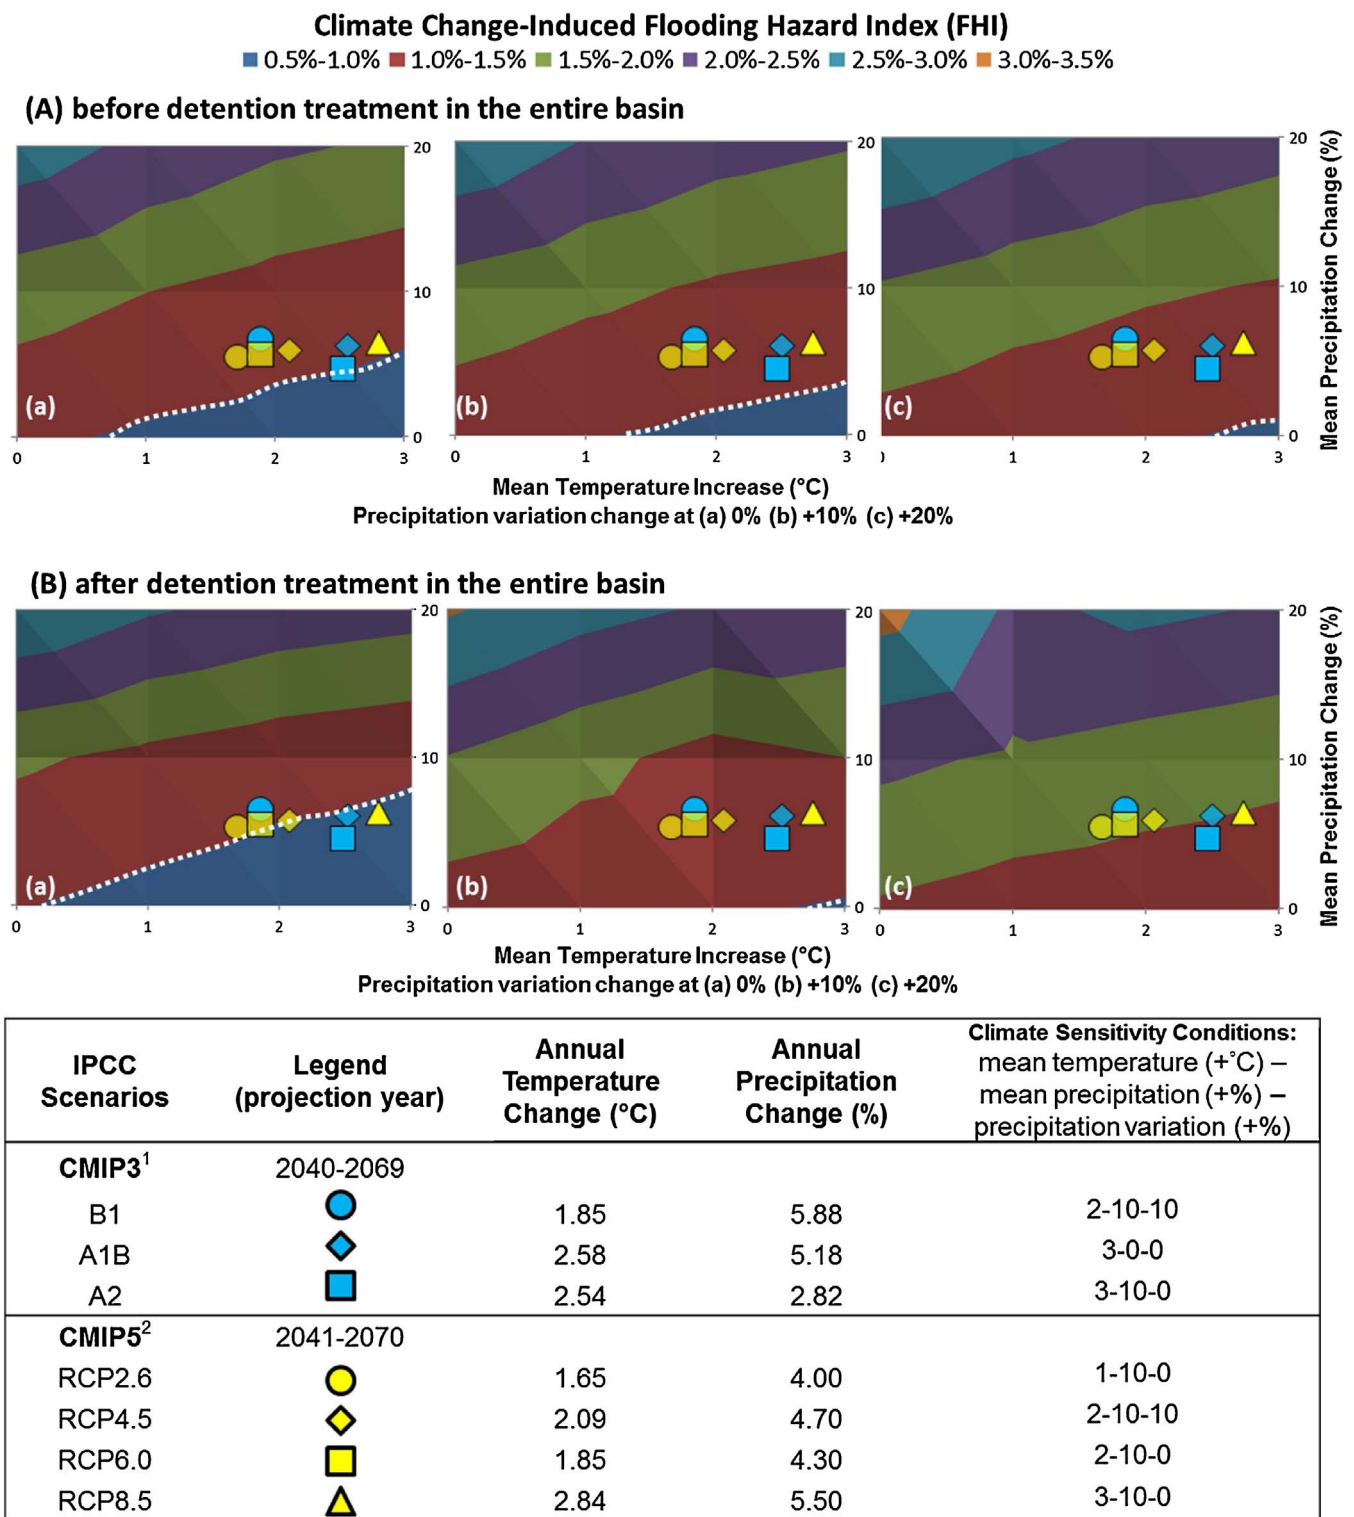 Climate Change-Induced Flooding Hazard Index (FHI)
0.5%-1.0% 1.0%-1.5% 1.5%-2.0% 2.0%-2.5% 2.5%-3.0% 3.0%-3.5%
(A) before detention treatment in the entire basin
20 20 20
10 10 10
0 0 0
(a) (b) (c)
0 1 2 3 0 1 2 3 1 2 3
Mean Precipitation Change (%)
Mean Temperature Increase (°C)
Precipitation variation change at (a) 0% (b) +10% (c) +20%
(B) after detention treatment in the entire basin
20 20 20
10 10 10
0 0 0
(a) (b) (c)
0 1 2 3 0 1 2 3 0 1 2 3
Mean Precipitation Change (%)
Mean Temperature Increase (°C)
Precipitation variation change at (a) 0% (b) +10% (c) +20%
IPCC Scenarios
Legend (projection year)
Annual Temperature Change (°C)
Annual Precipitation Change (%)
Climate Sensitivity Conditions:
mean temperature (+°C) –
mean precipitation (+%) –
precipitation variation (+%)
CMIP3¹ 2040-2069
B1 1.85 5.88 2-10-10
A1B 2.58 5.18 3-0-0
A2 2.54 2.82 3-10-0
CMIP5² 2041-2070
RCP2.6 1.65 4.00 1-10-0
RCP4.5 2.09 4.70 2-10-10
RCP6.0 1.85 4.30 2-10-0
RCP8.5 2.84 5.50 3-10-0